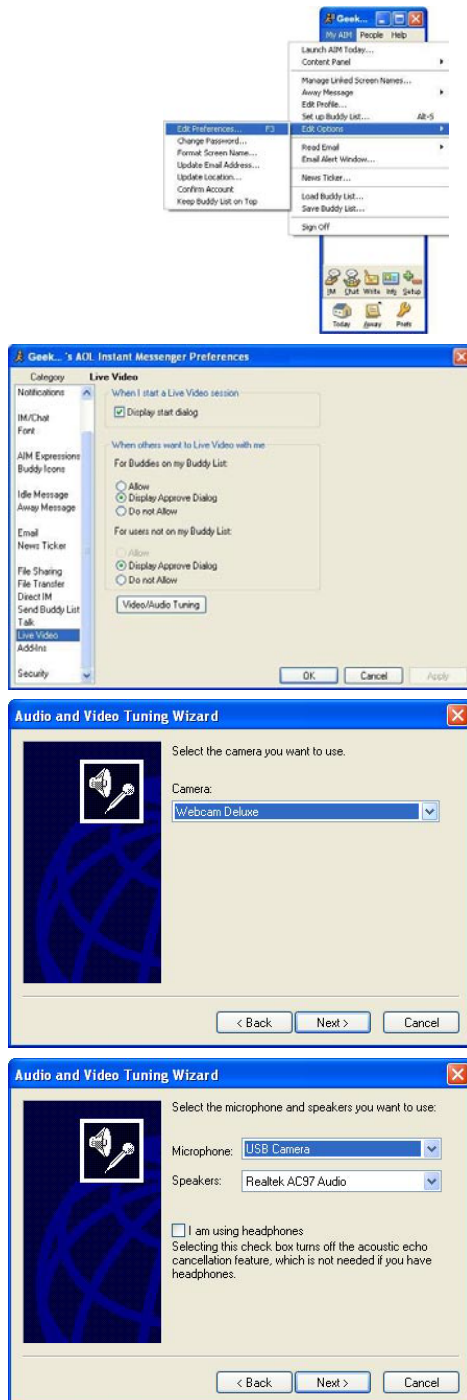 Geek...
My AIM People Help
Launch AIM Today...
Content Panel
Manage Linked Screen Names...
Away Message
Edit Profile...
Set up Buddy List... Alt-S
Edit Options
Read Email
Email Alert Window...
News Ticker...
Load Buddy List...
Save Buddy List...
Sign Off
Edit Preferences... F3
Change Password...
Format Screen Name...
Update Email Address...
Update Location...
Confirm Account
Keep Buddy List on Top
IM Chat Write Info Setup
Today Away Prefs
Geek... 's AOL Instant Messenger Preferences
Category Live Video
Notifications
IM/Chat
Font
AIM Expressions
Buddy Icons
Idle Message
Away Message
Email
News Ticker
File Sharing
File Transfer
Direct IM
Send Buddy List
Talk
Live Video
Add-Ins
Security
When I start a Live Video session
Display start dialog
When others want to Live Video with me
For Buddies on my Buddy List:
Allow
Display Approve Dialog
Do not Allow
For users not on my Buddy List:
Allow
Display Approve Dialog
Do not Allow
Video/Audio Tuning
OK Cancel Apply
Audio and Video Tuning Wizard
Select the camera you want to use.
Camera:
Webcam Deluxe
< Back Next > Cancel
Audio and Video Tuning Wizard
Select the microphone and speakers you want to use:
Microphone: USB Camera
Speakers: Realtek AC97 Audio
I am using headphones
Selecting this check box turns off the acoustic echo
cancellation feature, which is not needed if you have
headphones.
< Back Next > Cancel